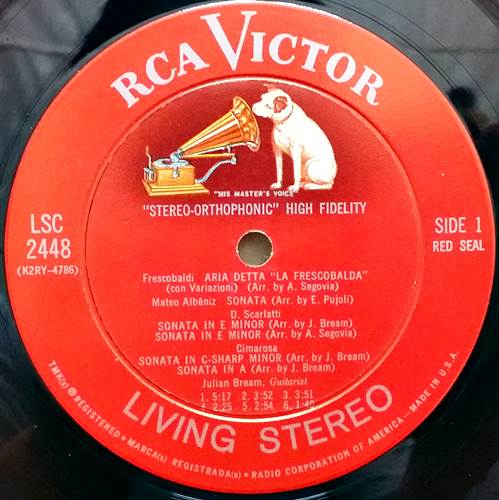 RCA VICTOR
"HIS MASTER'S VOICE"
"STEREO-ORTHOPHONIC" HIGH FIDELITY
LSC
2448
(K2RY-4786)
SIDE 1
RED SEAL
Frescobaldi ARIA DETTA "LA FRESCOBALDA"
(con Variazioni) (Arr. by A. Segovia)
Mateo Albéniz SONATA (Arr. by E. Pujoli)
D. Scarlatti
SONATA IN E MINOR (Arr. by J. Bream)
SONATA IN E MINOR (Arr. by A. Segovia)
Cimarosa
SONATA IN C-SHARP MINOR (Arr. by J. Bream)
SONATA IN A (Arr. by J. Bream)
Julian Bream, Guitarist
1. 5:17 2. 3:52 3. 3:51
4. 2:25 5. 2:54 6.
LIVING STEREO
TMK(s) ® REGISTERED • MARCA(s) REGISTRADA(s) • RADIO CORPORATION OF AMERICA—MADE IN U.S.A.